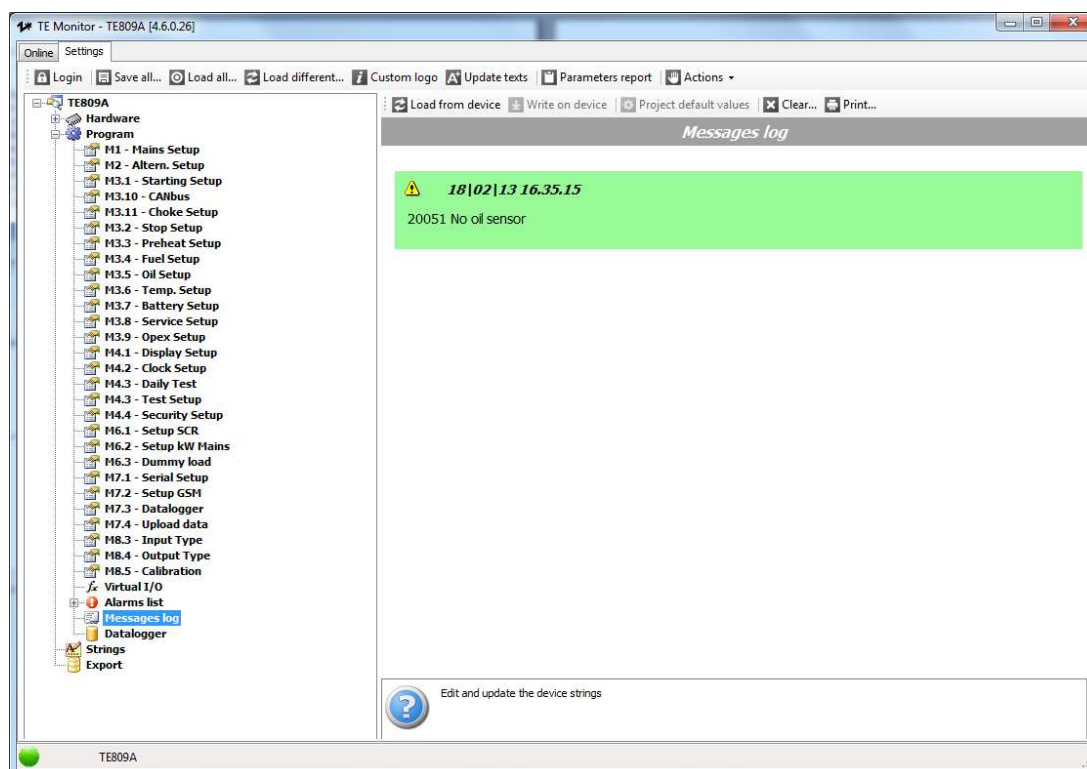 TE Monitor - TE809A [4.6.0.26]
Online Settings
Login Save all... Load all... Load different... Custom logo Update texts Parameters report Actions
TE809A
Hardware
Program
M1 - Mains Setup
M2 - Altern. Setup
M3.1 - Starting Setup
M3.10 - CANbus
M3.11 - Choke Setup
M3.2 - Stop Setup
M3.3 - Preheat Setup
M3.4 - Fuel Setup
M3.5 - Oil Setup
M3.6 - Temp. Setup
M3.7 - Battery Setup
M3.8 - Service Setup
M3.9 - Opex Setup
M4.1 - Display Setup
M4.2 - Clock Setup
M4.3 - Daily Test
M4.3 - Test Setup
M4.4 - Security Setup
M6.1 - Setup SCR
M6.2 - Setup kW Mains
M6.3 - Dummy load
M7.1 - Serial Setup
M7.2 - Setup GSM
M7.3 - Datalogger
M7.4 - Upload data
M8.3 - Input Type
M8.4 - Output Type
M8.5 - Calibration
fx Virtual I/O
Alarms list
Messages log
Datalogger
Strings
Export
Load from device Write on device Project default values Clear... Print...
Messages log
18|02|13 16.35.15
20051 No oil sensor
Edit and update the device strings
TE809A